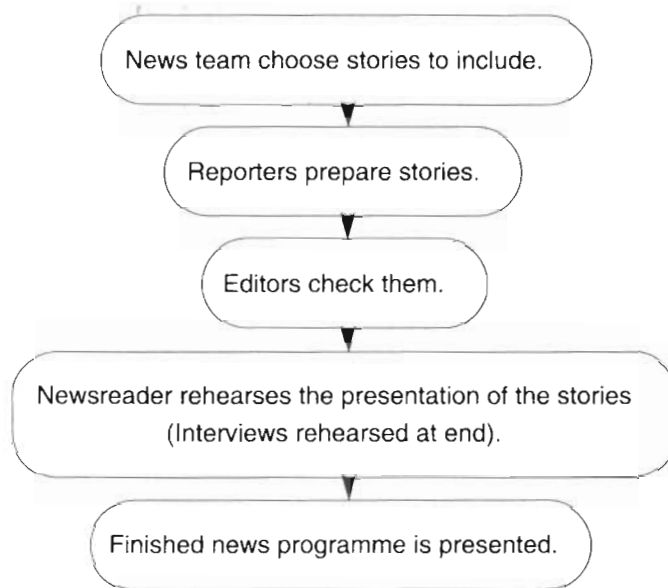 News team choose stories to include.
Reporters prepare stories.
Editors check them.
Newsreader rehearses the presentation of the stories
(Interviews rehearsed at end).
Finished news programme is presented.